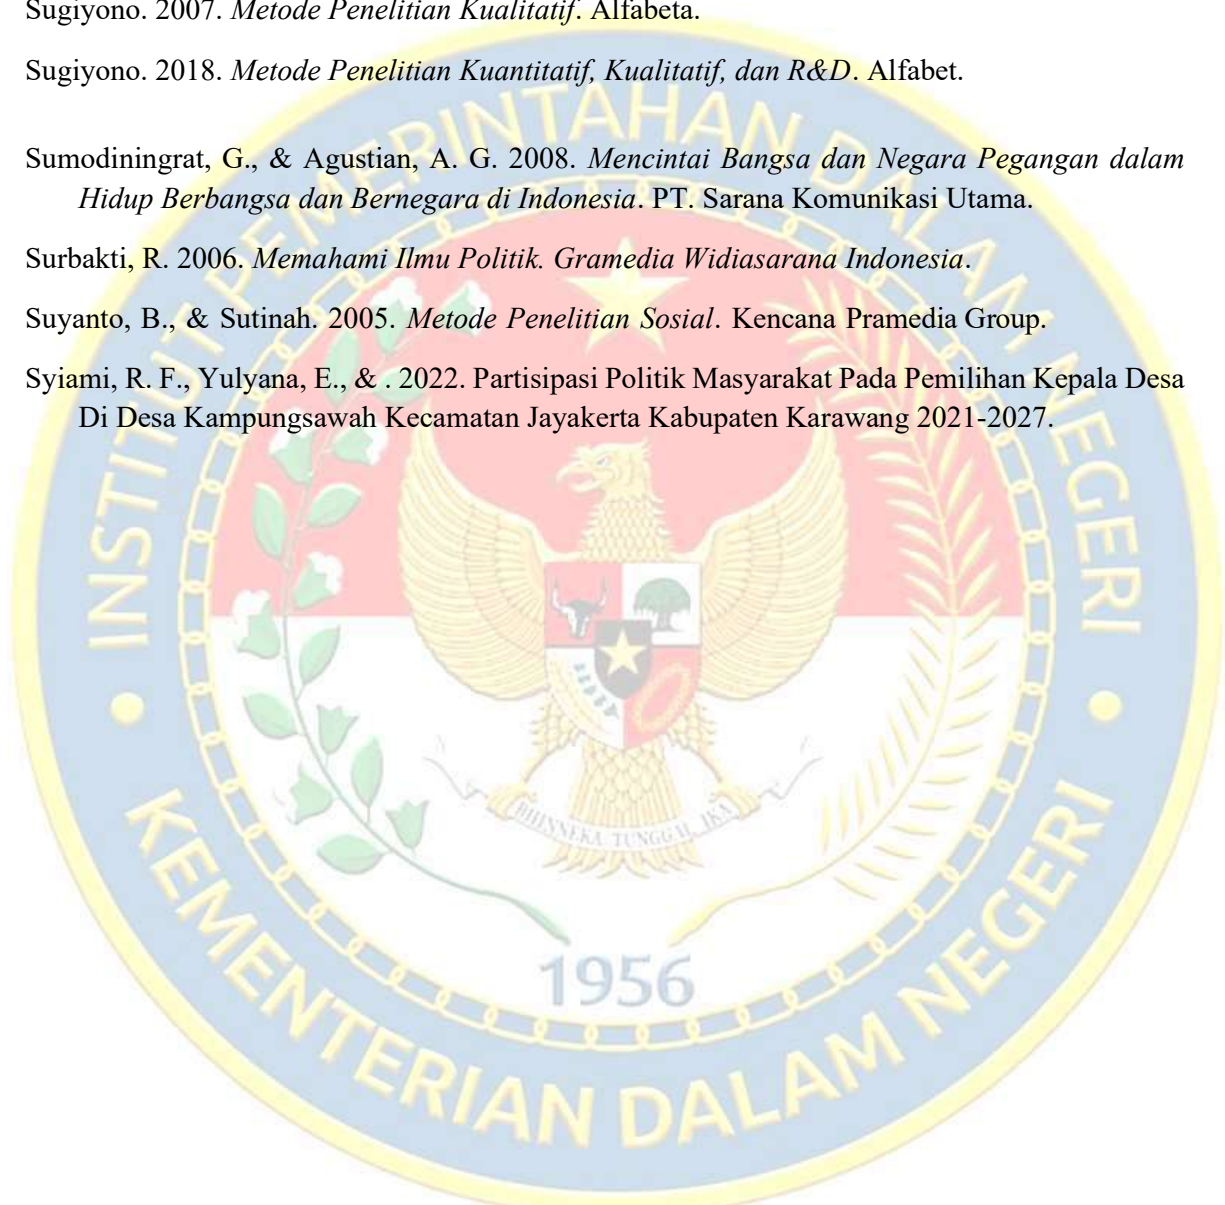 Sugiyono. 2007. Metode Penelitian Kualitatif. Alfabeta.
Sugiyono. 2018. Metode Penelitian Kuantitatif, Kualitatif, dan R&D. Alfabet.
Sumodiningrat, G., & Agustian, A. G. 2008. Mencintai Bangsa dan Negara Pegangan dalam
Hidup Berbangsa dan Bernegara di Indonesia. PT. Sarana Komunikasi Utama.
Surbakti, R. 2006. Memahami Ilmu Politik. Gramedia Widiasarana Indonesia.
Suyanto, B., & Sutinah. 2005. Metode Penelitian Sosial. Kencana Pramedia Group.
Syiami, R. F., Yulyana, E., & . 2022. Partisipasi Politik Masyarakat Pada Pemilihan Kepala Desa
Di Desa Kampungsawah Kecamatan Jayakerta Kabupaten Karawang 2021-2027.
INSTITUT PEMERINTAHAN DALAM NEGERI
BHINNEKA TUNGGAL IKA
1956
KEMENTERIAN DALAM NEGERI